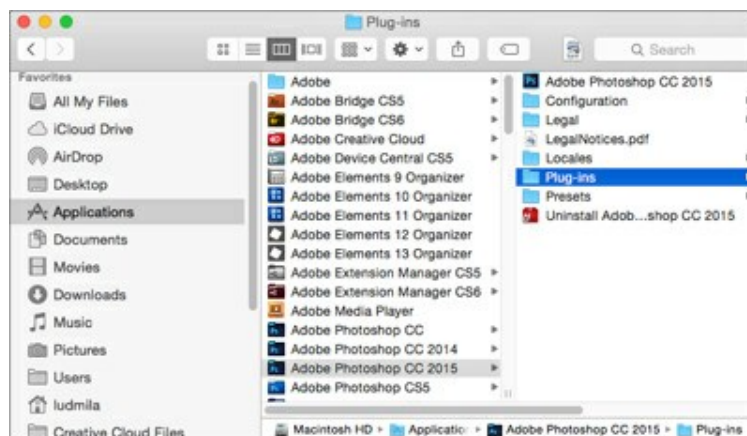 Plug-ins
Search
Favorites
All My Files
iCloud Drive
AirDrop
Desktop
Applications
Documents
Movies
Downloads
Music
Pictures
Users
ludmila
Creative Cloud Files
Adobe
Adobe Bridge CS5
Adobe Bridge CS6
Adobe Creative Cloud
Adobe Device Central CS5
Adobe Elements 9 Organizer
Adobe Elements 10 Organizer
Adobe Elements 11 Organizer
Adobe Elements 12 Organizer
Adobe Elements 13 Organizer
Adobe Extension Manager CS5
Adobe Extension Manager CS6
Adobe Media Player
Adobe Photoshop CC
Adobe Photoshop CC 2014
Adobe Photoshop CC 2015
Adobe Photoshop CS5
Adobe Photoshop CC 2015
Configuration
Legal
LegalNotices.pdf
Locales
Plug-ins
Presets
Uninstall Adob...shop CC 2015
Macintosh HD Applicatio Adobe Photoshop CC 2015 Plug-ins